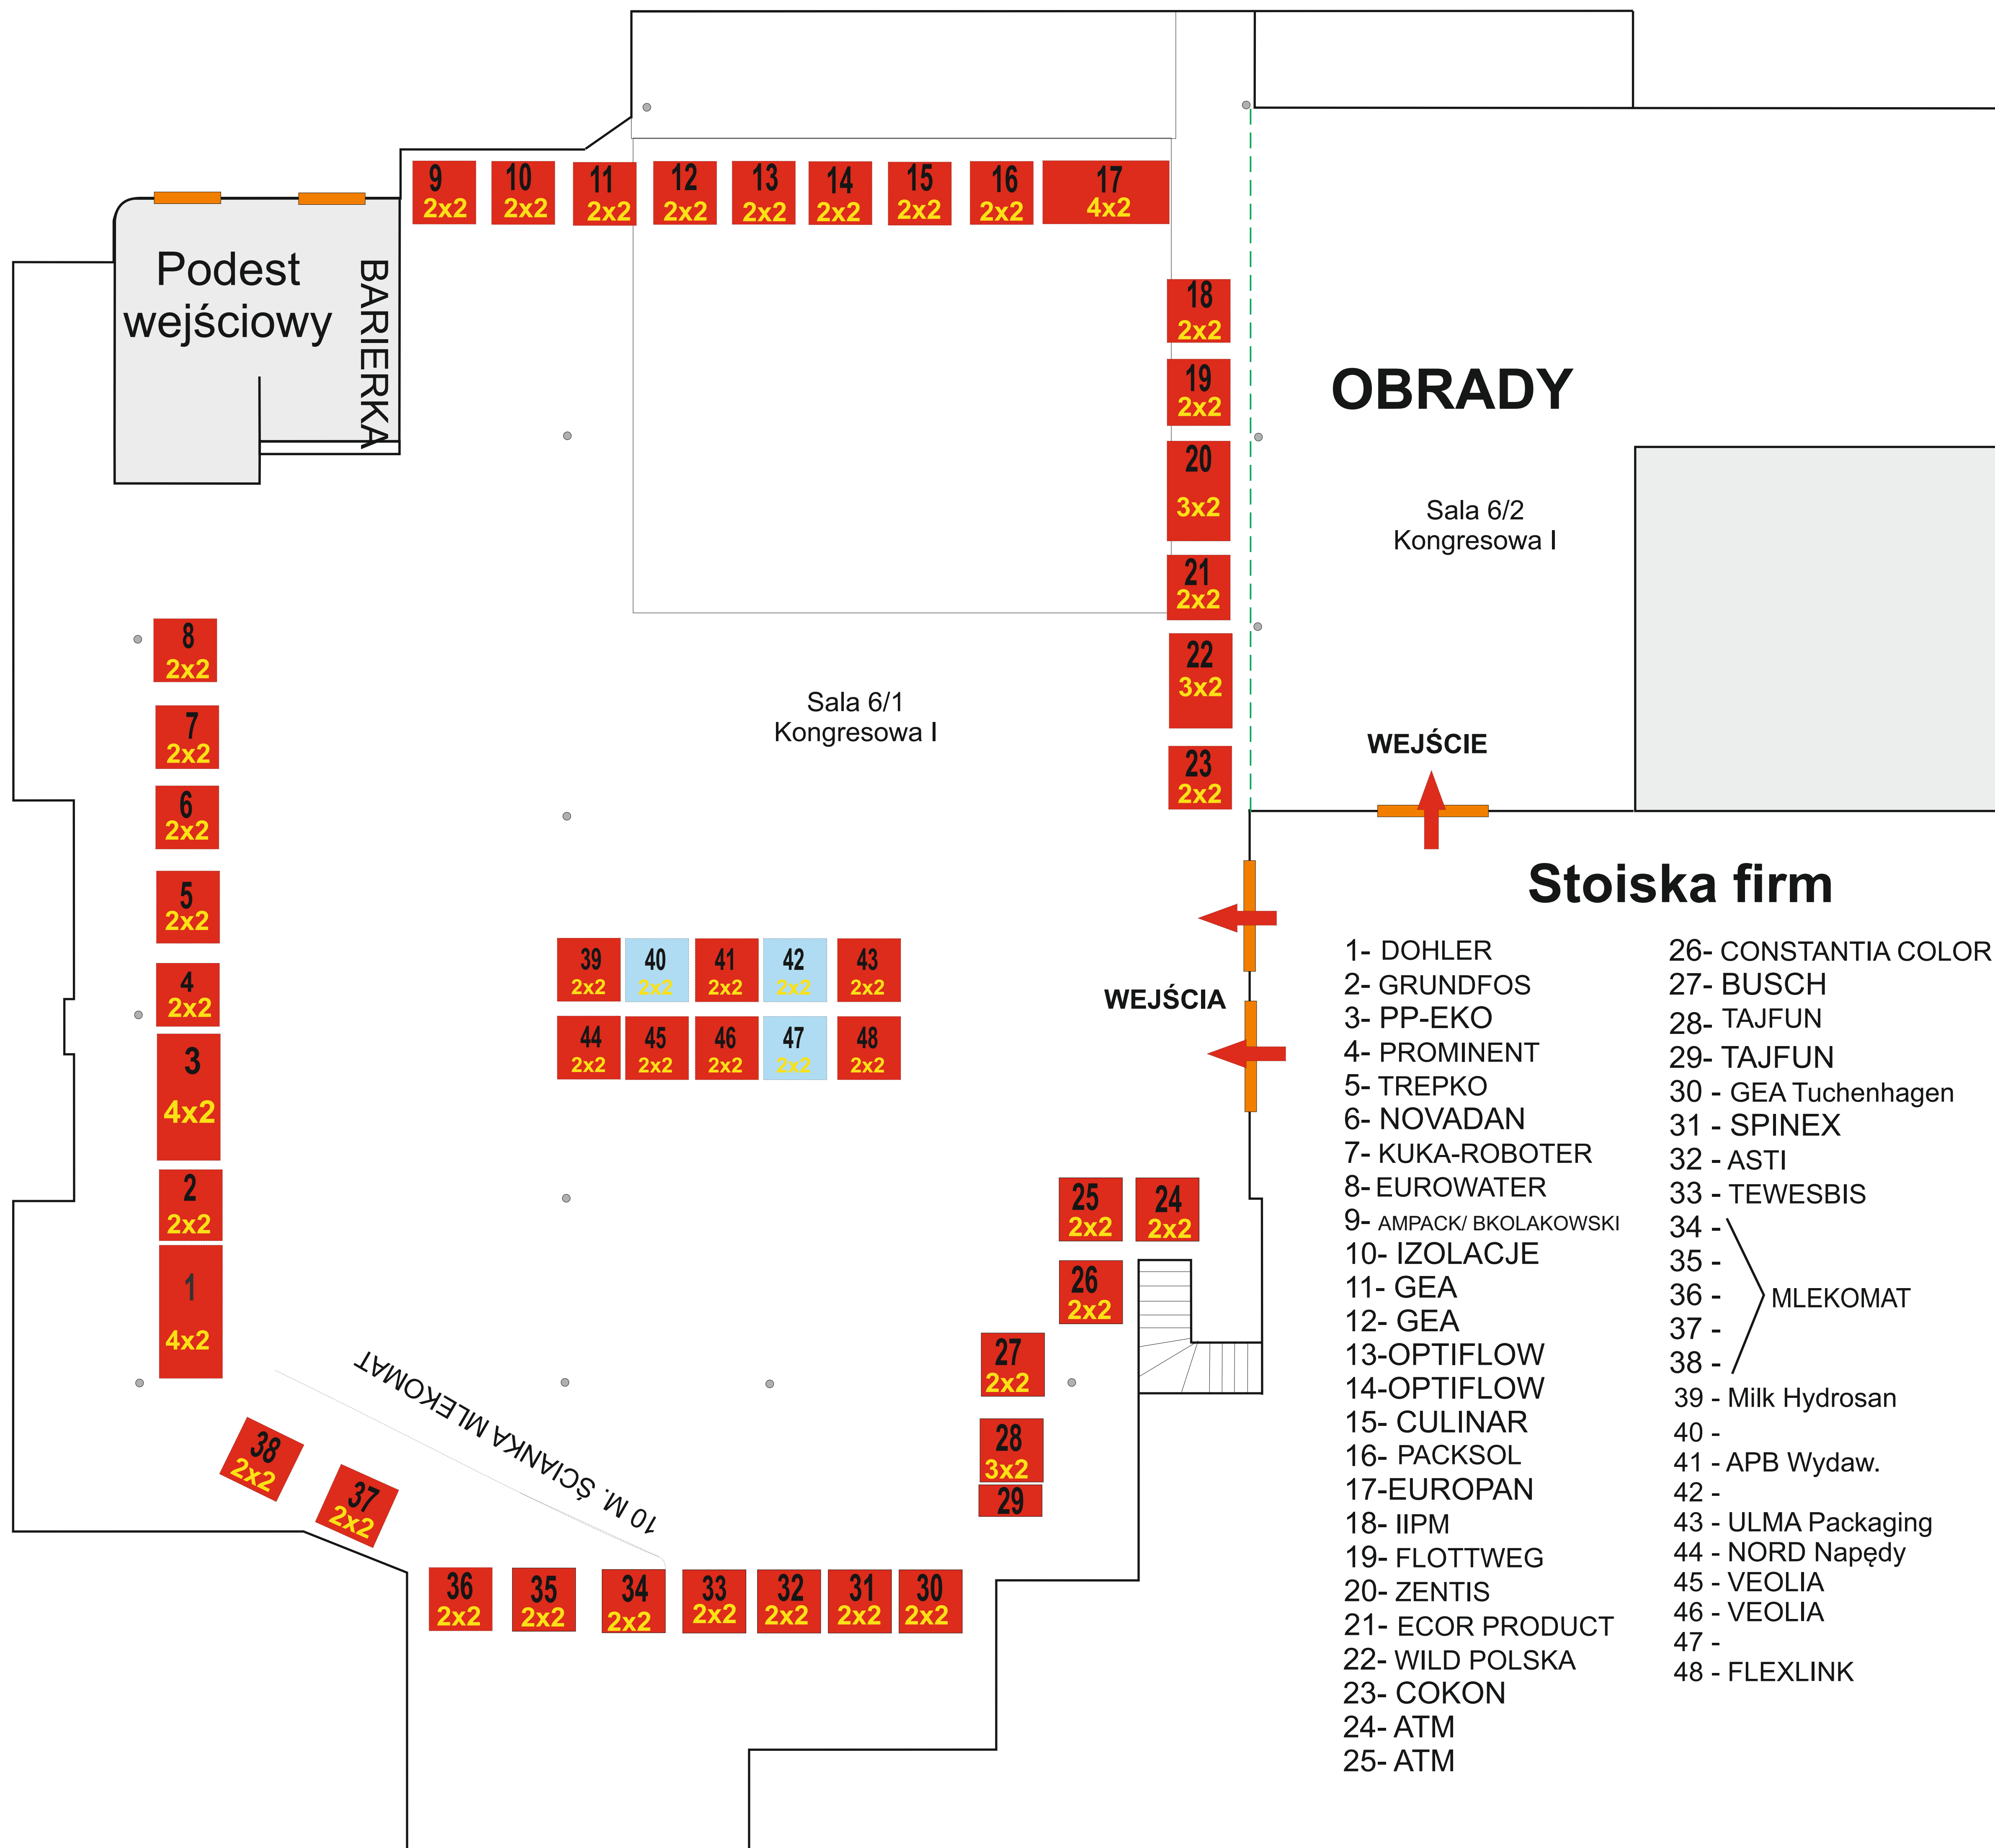 9
2x2
10
2x2
11
2x2
12
2x2
13
2x2
14
2x2
15
2x2
16
2x2
17
4x2
Podest
wejściowy
BARIERKA
18
2x2
19
2x2
20
3x2
21
2x2
22
3x2
23
2x2
OBRADY
Sala 6/2
Kongresowa I
WEJŚCIE
Sala 6/1
Kongresowa I
8
2x2
7
2x2
6
2x2
5
2x2
4
2x2
3
4x2
2
2x2
1
4x2
39
2x2
40
2x2
41
2x2
42
2x2
43
2x2
44
2x2
45
2x2
46
2x2
47
2x2
48
2x2
WEJŚCIA
25
2x2
24
2x2
26
2x2
27
2x2
28
3x2
29
10 M. ŚCIANKA MLEKOMAT
38
2x2
37
2x2
36
2x2
35
2x2
34
2x2
33
2x2
32
2x2
31
2x2
30
2x2
Stoiska firm
1- DOHLER
2- GRUNDFOS
3- PP-EKO
4- PROMINENT
5- TREPKO
6- NOVADAN
7- KUKA-ROBOTER
8- EUROWATER
9- AMPACK/ BKOLAKOWSKI
10- IZOLACJE
11- GEA
12- GEA
13-OPTIFLOW
14-OPTIFLOW
15- CULINAR
16- PACKSOL
17-EUROPAN
18- IIPM
19- FLOTTWEG
20- ZENTIS
21- ECOR PRODUCT
22- WILD POLSKA
23- COKON
24- ATM
25- ATM
26- CONSTANTIA COLOR
27- BUSCH
28- TAJFUN
29- TAJFUN
30 - GEA Tuchenhagen
31 - SPINEX
32 - ASTI
33 - TEWESBIS
34 -
35 -
36 - MLEKOMAT
37 -
38 -
39 - Milk Hydrosan
40 -
41 - APB Wydaw.
42 -
43 - ULMA Packaging
44 - NORD Napędy
45 - VEOLIA
46 - VEOLIA
47 -
48 - FLEXLINK